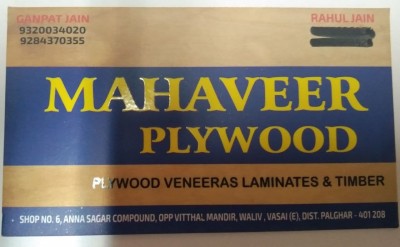 GANPAT JAIN
9320034020
9284370355
RAHUL JAIN
MAHAVEER
PLYWOOD
PLYWOOD VENEERAS LAMINATES & TIMBER
SHOP NO. 6, ANNA SAGAR COMPOUND, OPP VITTHAL MANDIR, WALIV, VASAI (E), DIST. PALGHAR - 401 208